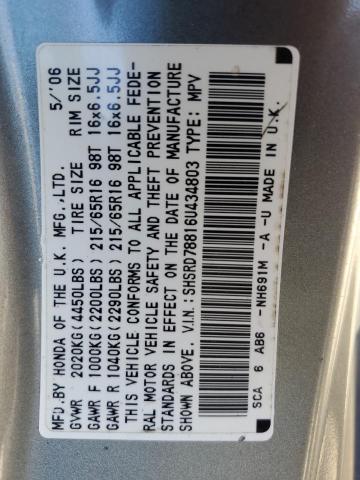 MFD.BY HONDA OF THE U.K. MFG.,LTD. 5/'06
GVWR 2020KG(4450LBS) TIRE SIZE RIM SIZE
GAWR F 1000KG(2200LBS) 215/65R16 98T 16x6.5JJ
GAWR R 1040KG(2290LBS) 215/65R16 98T 16x6.5JJ
THIS VEHICLE CONFORMS TO ALL APPLICABLE FEDE-
RAL MOTOR VEHICLE SAFETY AND THEFT PREVENTION
STANDARDS IN EFFECT ON THE DATE OF MANUFACTURE
SHOWN ABOVE. V.I.N.: SHSRD78816U434803 TYPE: MPV
SCA 6 AB6 -NH691M -A -U MADE IN U.K.